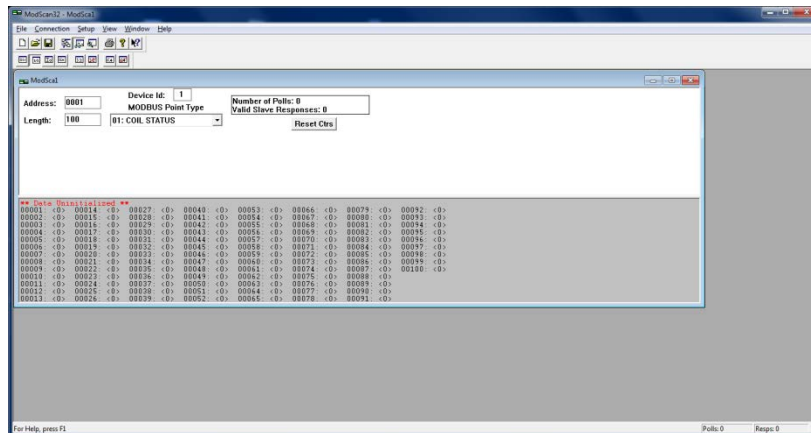 ModScan32 - ModSca1
File Connection Setup View Window Help
ModSca1
Address: 0001
Device Id: 1
MODBUS Point Type
Length: 100
01: COIL STATUS
Number of Polls: 0
Valid Slave Responses: 0
Reset Ctrs
** Data Uninitialized **
00001: <0> 00014: <0> 00027: <0> 00040: <0> 00053: <0> 00066: <0> 00079: <0> 00092: <0>
00002: <0> 00015: <0> 00028: <0> 00041: <0> 00054: <0> 00067: <0> 00080: <0> 00093: <0>
00003: <0> 00016: <0> 00029: <0> 00042: <0> 00055: <0> 00068: <0> 00081: <0> 00094: <0>
00004: <0> 00017: <0> 00030: <0> 00043: <0> 00056: <0> 00069: <0> 00082: <0> 00095: <0>
00005: <0> 00018: <0> 00031: <0> 00044: <0> 00057: <0> 00070: <0> 00083: <0> 00096: <0>
00006: <0> 00019: <0> 00032: <0> 00045: <0> 00058: <0> 00071: <0> 00084: <0> 00097: <0>
00007: <0> 00020: <0> 00033: <0> 00046: <0> 00059: <0> 00072: <0> 00085: <0> 00098: <0>
00008: <0> 00021: <0> 00034: <0> 00047: <0> 00060: <0> 00073: <0> 00086: <0> 00099: <0>
00009: <0> 00022: <0> 00035: <0> 00048: <0> 00061: <0> 00074: <0> 00087: <0> 00100: <0>
00010: <0> 00023: <0> 00036: <0> 00049: <0> 00062: <0> 00075: <0> 00088: <0>
00011: <0> 00024: <0> 00037: <0> 00050: <0> 00063: <0> 00076: <0> 00089: <0>
00012: <0> 00025: <0> 00038: <0> 00051: <0> 00064: <0> 00077: <0> 00090: <0>
00013: <0> 00026: <0> 00039: <0> 00052: <0> 00065: <0> 00078: <0> 00091: <0>
For Help, press F1
Polls: 0
Resps: 0